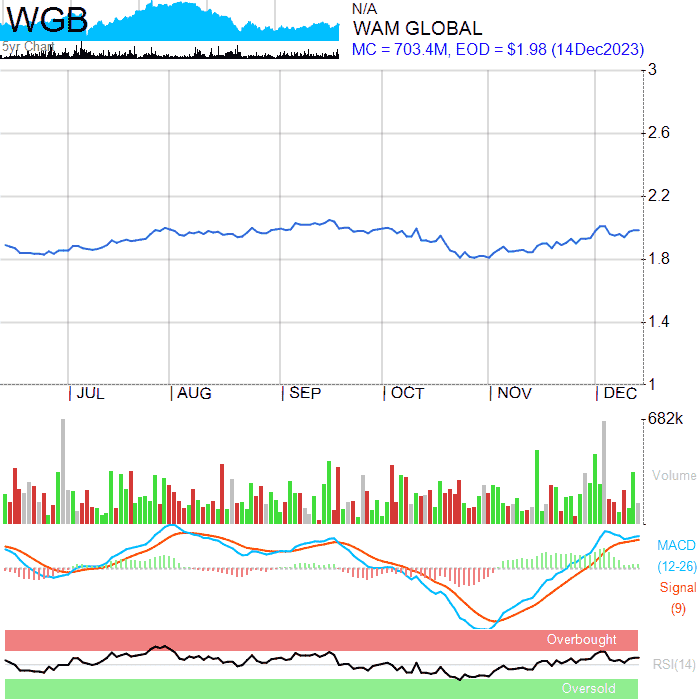 WGB
5yr Chart
N/A
WAM GLOBAL
MC = 703.4M, EOD = $1.98 (14Dec2023)
3
2.6
2.2
1.8
1.4
1
JUL AUG SEP OCT NOV DEC
682k
Volume
MACD
(12-26)
Signal
(9)
Overbought
RSI(14)
Oversold